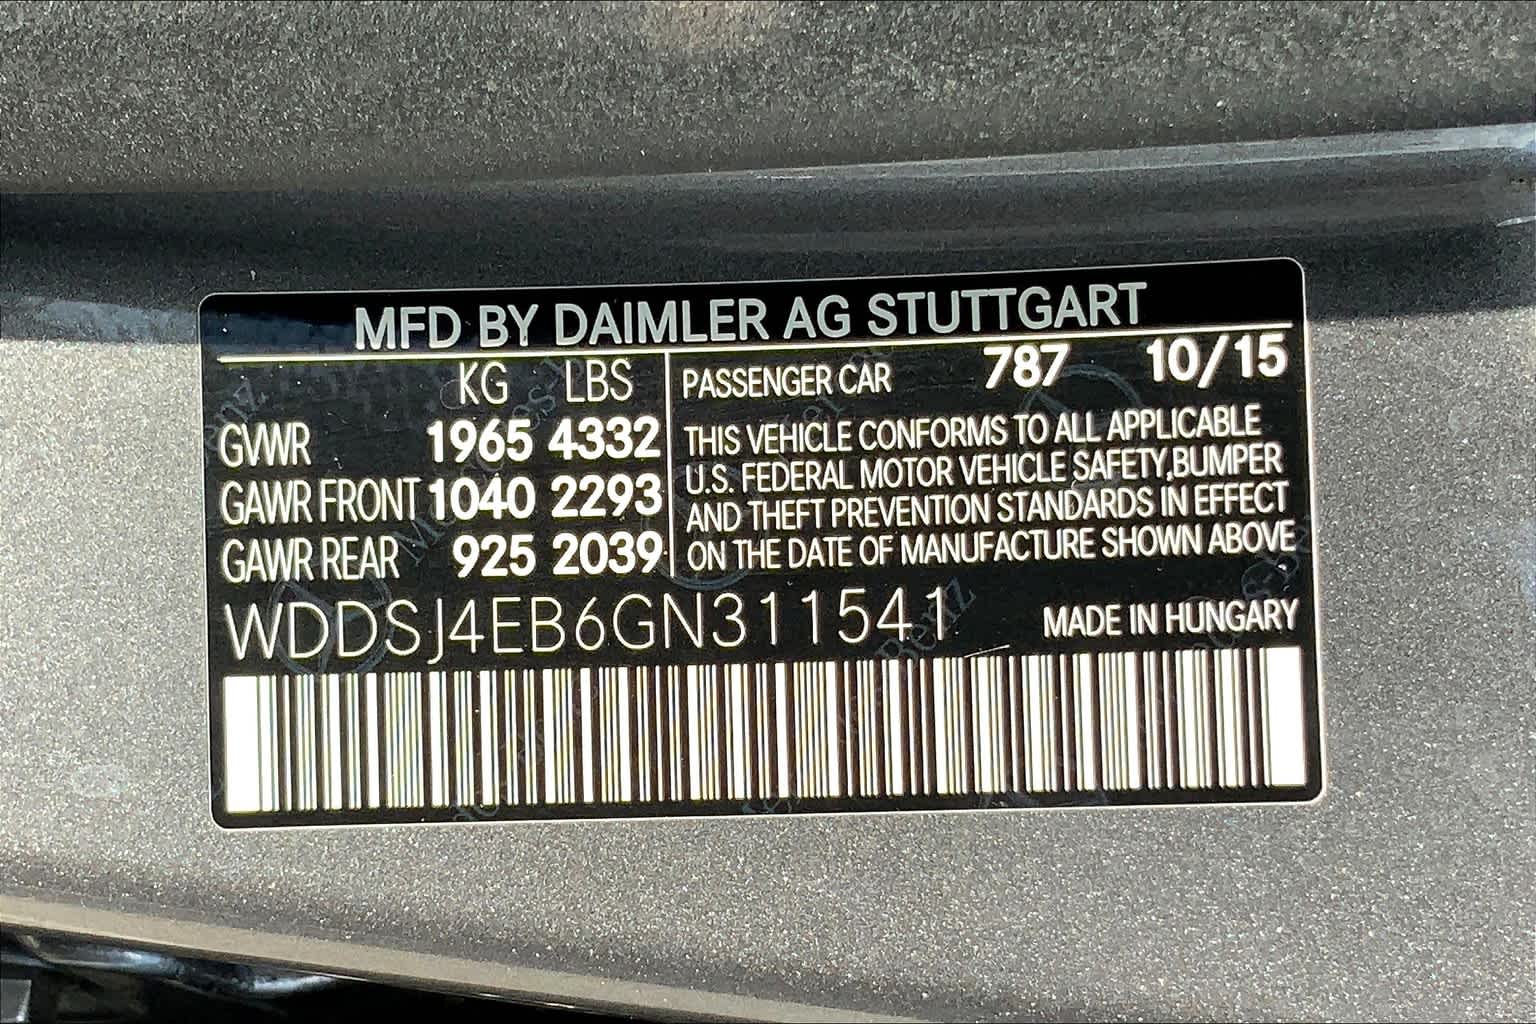 MFD BY DAIMLER AG STUTTGART
KG LBS
GVWR 1965 4332
GAWR FRONT 1040 2293
GAWR REAR 925 2039
PASSENGER CAR 787 10/15
THIS VEHICLE CONFORMS TO ALL APPLICABLE
U.S. FEDERAL MOTOR VEHICLE SAFETY,BUMPER
AND THEFT PREVENTION STANDARDS IN EFFECT
ON THE DATE OF MANUFACTURE SHOWN ABOVE
WDDSJ4EB6GN311541 MADE IN HUNGARY